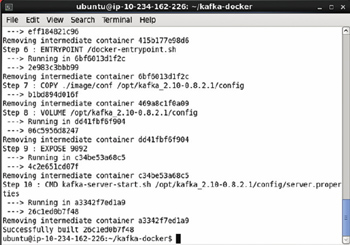 ubuntu@ip-10-234-162-226: ~/kafka-docker
File Edit View Search Terminal Help
---> eff184821c96
Removing intermediate container 415b177e98d6
Step 6 : ENTRYPOINT /docker-entrypoint.sh
---> Running in 6bf6013d1f2c
---> 2e983c3bbb99
Removing intermediate container 6bf6013d1f2c
Step 7 : COPY ./image/conf /opt/kafka_2.10-0.8.2.1/config
---> b1bd894d016f
Removing intermediate container 469a8c1f0a09
Step 8 : VOLUME /opt/kafka_2.10-0.8.2.1/config
---> Running in dd41fbf6f904
---> 06c5956d8247
Removing intermediate container dd41fbf6f904
Step 9 : EXPOSE 9092
---> Running in c34be53a68c5
---> 4c2e651cd07f
Removing intermediate container c34be53a68c5
Step 10 : CMD kafka-server-start.sh /opt/kafka_2.10-0.8.2.1/config/server.proper
ties
---> Running in a3342f7ed1a9
---> 26c1ed0b7f48
Removing intermediate container a3342f7ed1a9
Successfully built 26c1ed0b7f48
ubuntu@ip-10-234-162-226:~/kafka-docker$